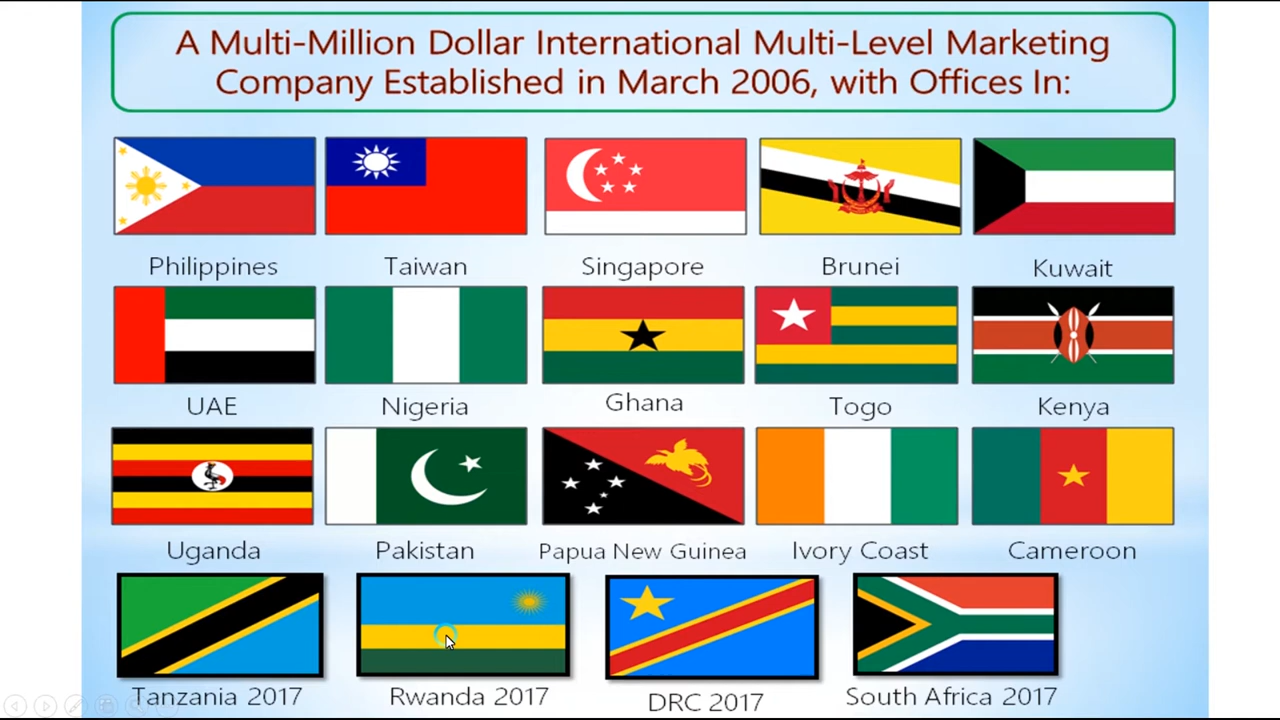 A Multi-Million Dollar International Multi-Level Marketing
Company Established in March 2006, with Offices In:
Philippines
Taiwan
Singapore
Brunei
Kuwait
UAE
Nigeria
Ghana
Togo
Kenya
Uganda
Pakistan
Papua New Guinea
Ivory Coast
Cameroon
Tanzania 2017
Rwanda 2017
DRC 2017
South Africa 2017